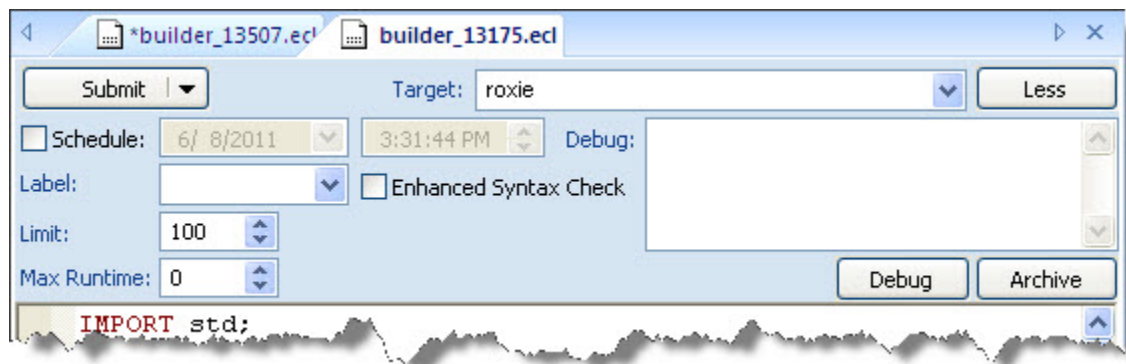 *builder_13507.ecl builder_13175.ecl
Submit Target: roxie Less
Schedule: 6/ 8/2011 3:31:44 PM Debug:
Label: Enhanced Syntax Check
Limit: 100
Max Runtime: 0 Debug Archive
IMPORT std;